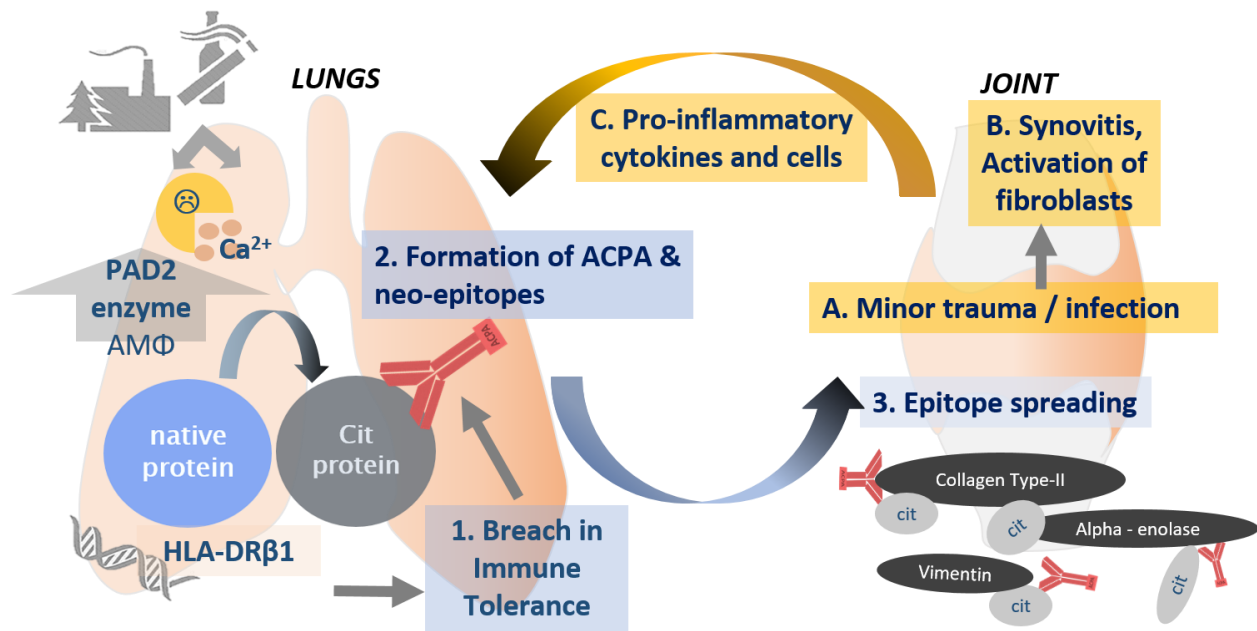 LUNGS
JOINT
C. Pro-inflammatory
cytokines and cells
B. Synovitis,
Activation of
fibroblasts
Ca²⁺
PAD2
enzyme
AMΦ
2. Formation of ACPA &
neo-epitopes
A. Minor trauma / infection
ACPA
native
protein
Cit
protein
3. Epitope spreading
HLA-DRβ1
1. Breach in
Immune
Tolerance
Collagen Type-II
cit
cit
Alpha - enolase
Vimentin
cit
cit